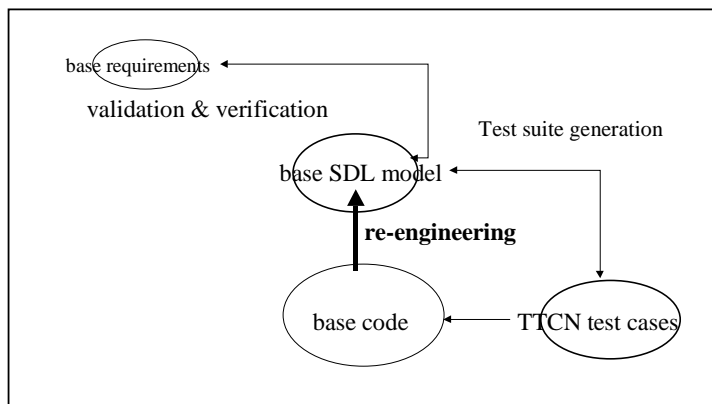 base requirements
validation & verification
Test suite generation
base SDL model
re-engineering
base code
TTCN test cases